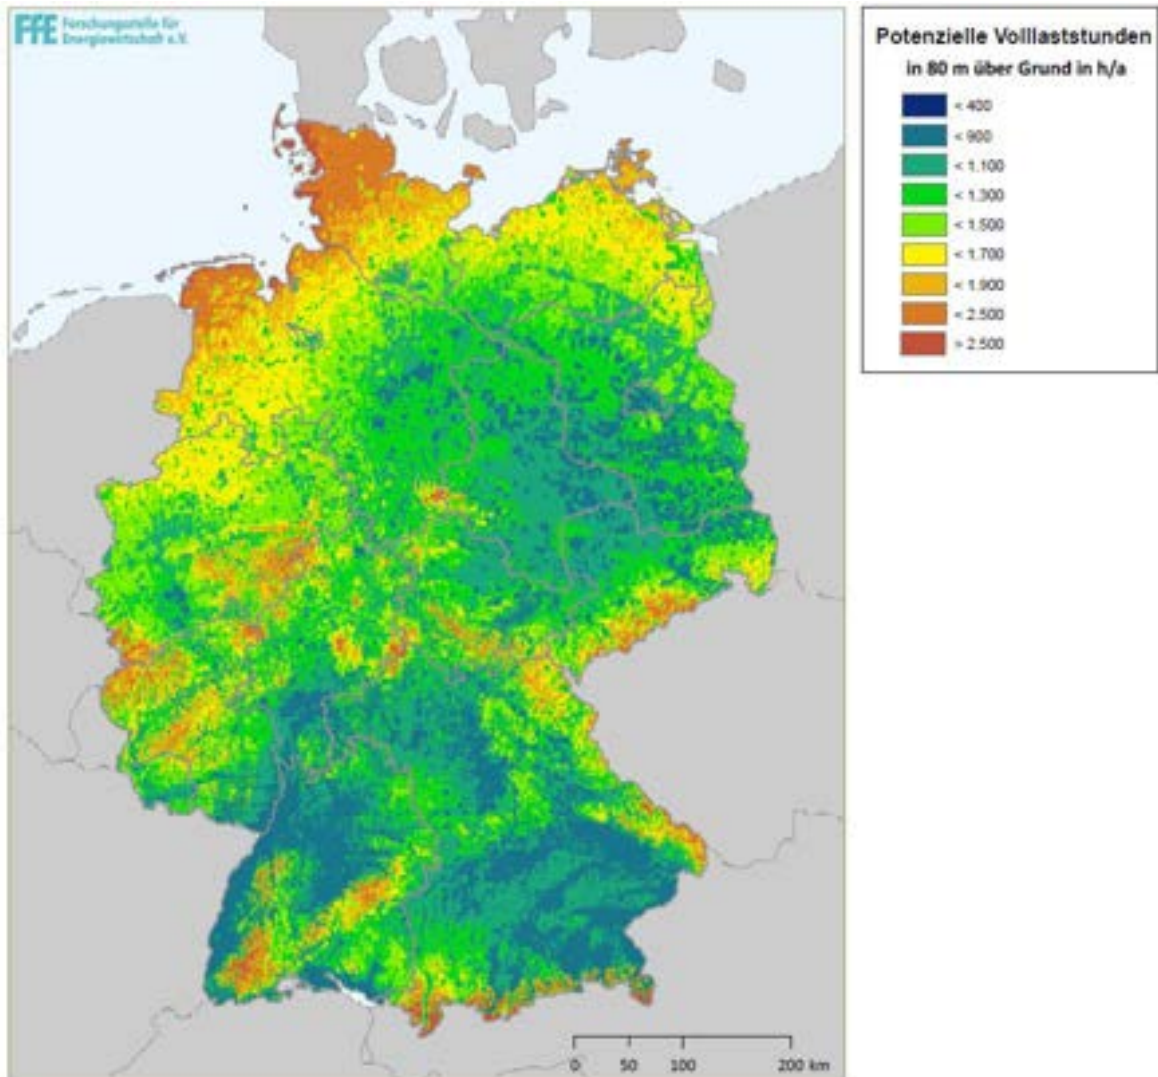 FfE Forschungsstelle für
Energiewirtschaft e.V.
Potenzielle Volllaststunden
in 80 m über Grund in h/a
< 400
< 900
< 1.100
< 1.300
< 1.500
< 1.700
< 1.900
< 2.500
> 2.500
0 50 100 200 km